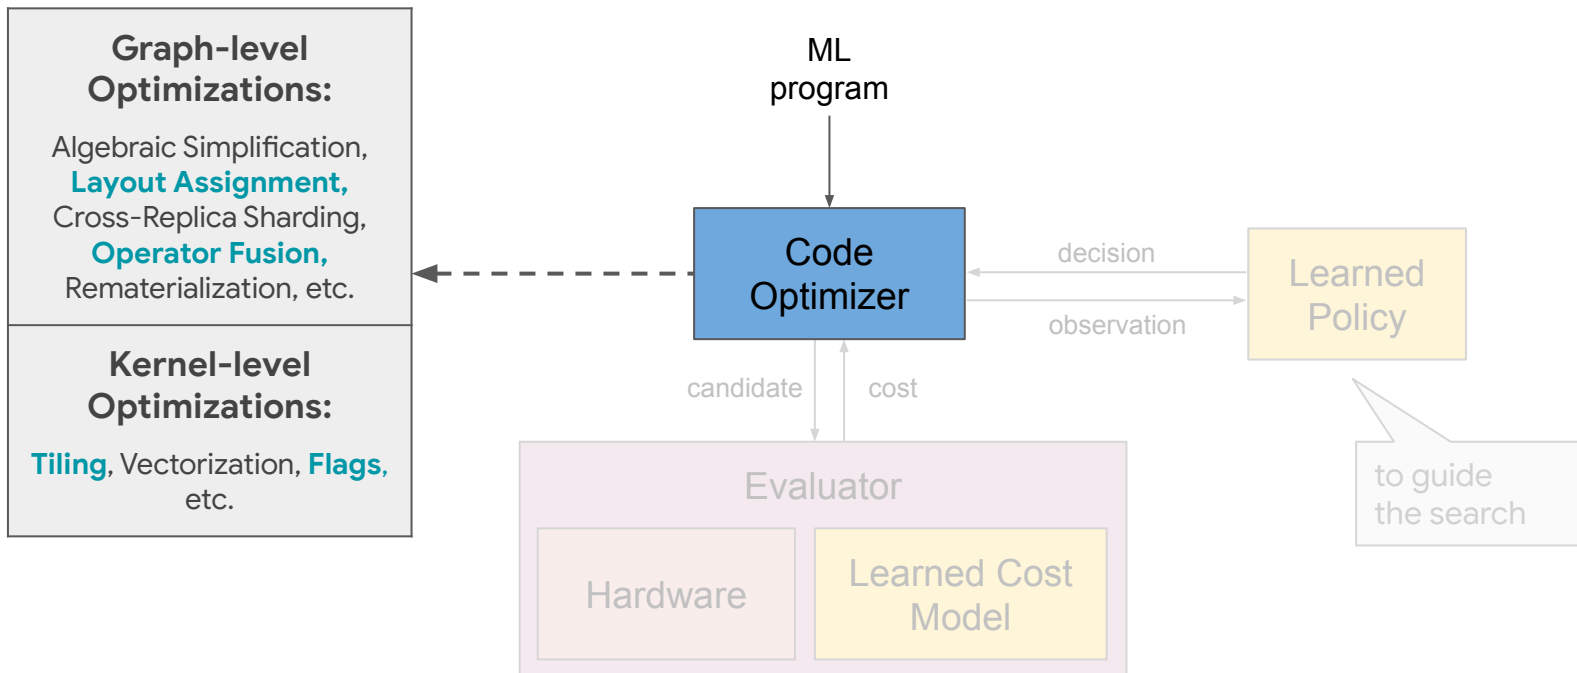 Graph-level
Optimizations:
Algebraic Simplification,
Layout Assignment,
Cross-Replica Sharding,
Operator Fusion,
Rematerialization, etc.
Kernel-level
Optimizations:
Tiling, Vectorization, Flags,
etc.
ML
program
Code
Optimizer
decision
observation
Learned
Policy
candidate
cost
to guide
the search
Evaluator
Hardware
Learned Cost
Model